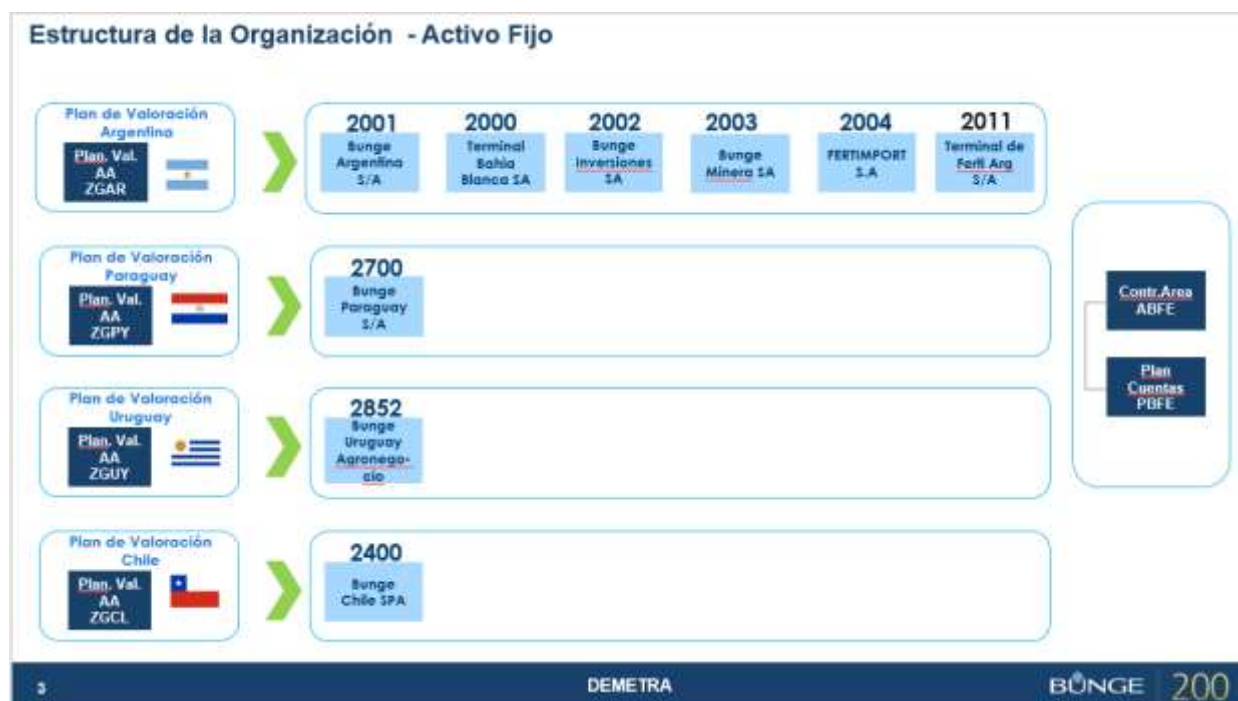 Estructura de la Organización - Activo Fijo
Plan de Valoración
Argentina
Plan. Val.
AA
ZGAR
2001
Bunge
Argentina
S/A
2000
Terminal
Bahia
Blanca SA
2002
Bunge
Inversiones
SA
2003
Bunge
Minera SA
2004
FERTIMPORT
S.A
2011
Terminal de
Ferti Arg
S/A
Plan de Valoración
Paraguay
Plan. Val.
AA
ZGPY
2700
Bunge
Paraguay
S/A
Plan de Valoración
Uruguay
Plan. Val.
AA
ZGUY
2852
Bunge
Uruguay
Agronego-
cio
Plan de Valoración
Chile
Plan. Val.
AA
ZGCL
2400
Bunge
Chile SPA
Contr.Area
ABFE
Plan
Cuentas
PBFE
3
DEMETRA
BUNGE 200